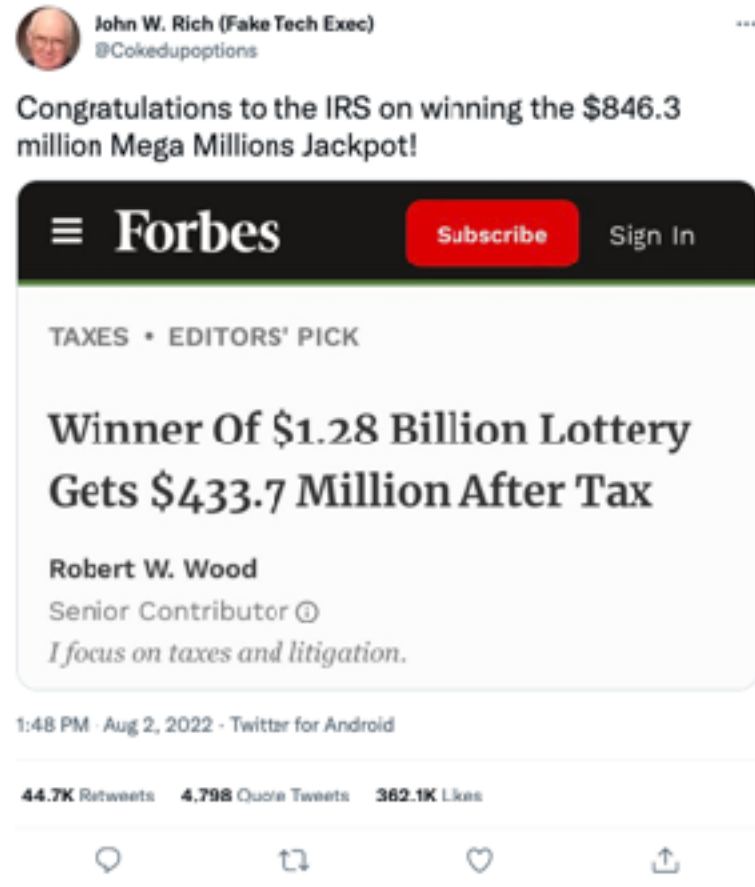 John W. Rich (Fake Tech Exec)
@Cokedupoptions
Congratulations to the IRS on winning the $846.3
million Mega Millions Jackpot!
Forbes
Subscribe
Sign In
TAXES • EDITORS' PICK
Winner Of $1.28 Billion Lottery
Gets $433.7 Million After Tax
Robert W. Wood
Senior Contributor
I focus on taxes and litigation.
1:48 PM · Aug 2, 2022 · Twitter for Android
44.7K Retweets 4,798 Quote Tweets 362.1K Likes